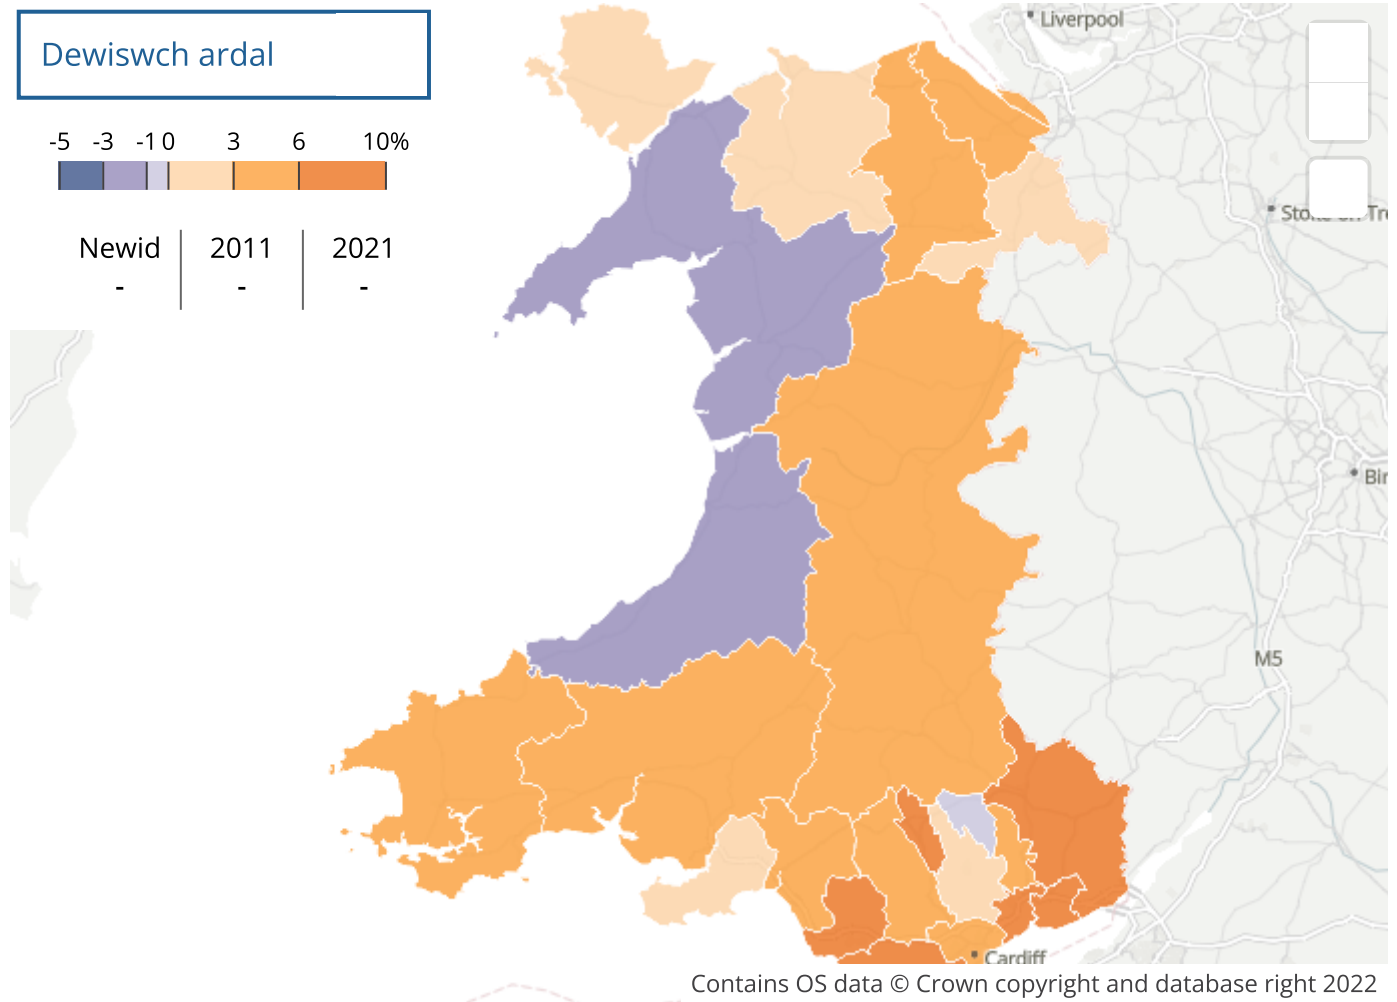 Liverpool
Dewiswch ardal
-5 -3 -1 0 3 6 10%
Newid 2011 2021
- - -
M5
Cardiff
Contains OS data © Crown copyright and database right 2022